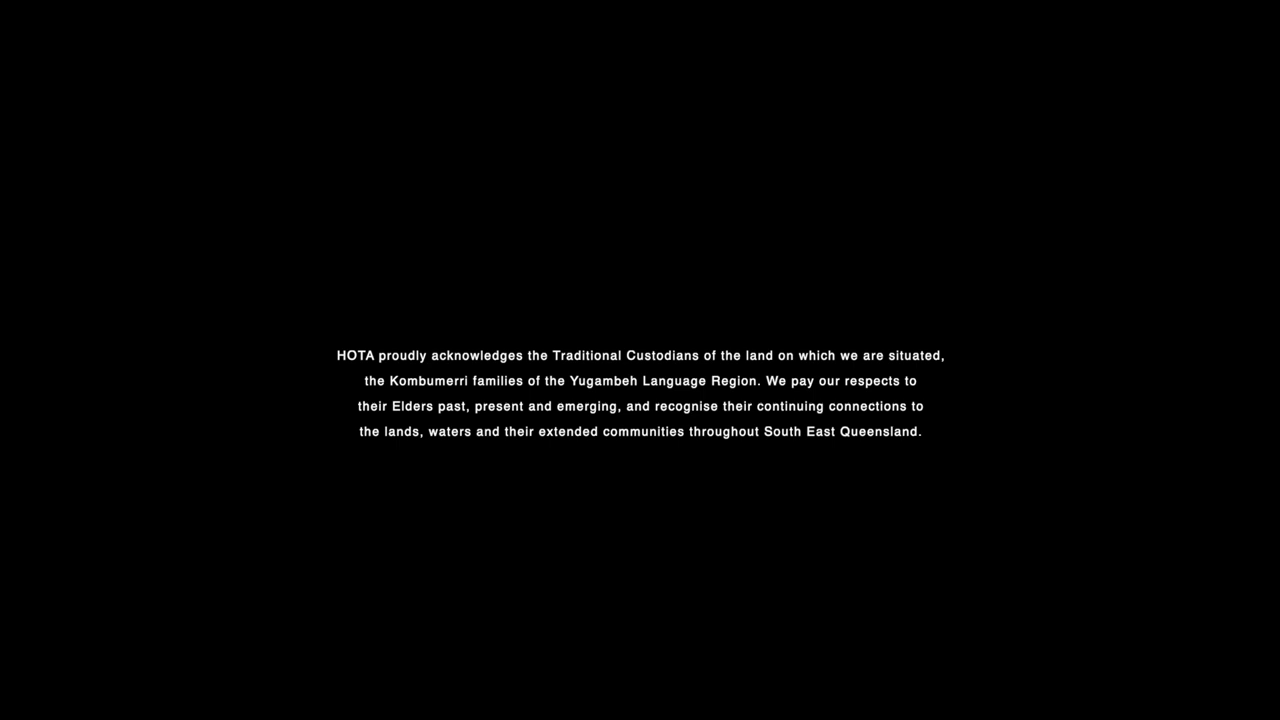 HOTA proudly acknowledges the Traditional Custodians of the land on which we are situated,
the Kombumerri families of the Yugambeh Language Region. We pay our respects to
their Elders past, present and emerging, and recognise their continuing connections to
the lands, waters and their extended communities throughout South East Queensland.